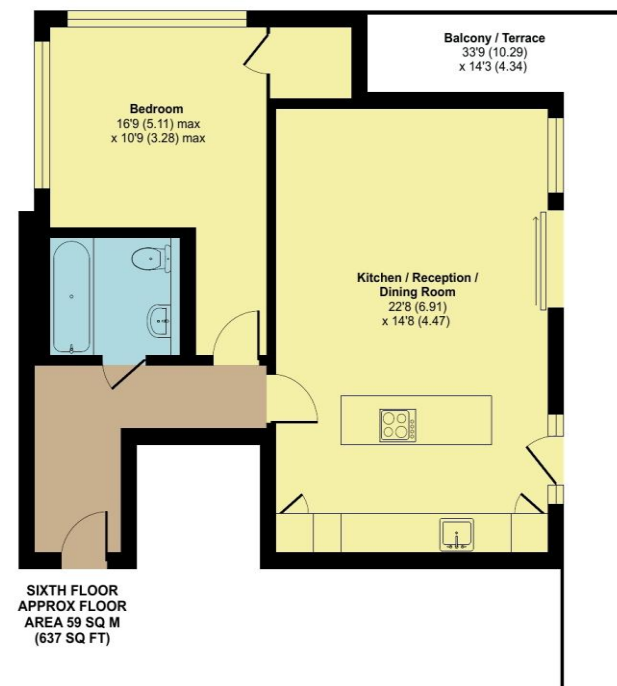 Balcony / Terrace
33'9 (10.29)
x 14'3 (4.34)
Bedroom
16'9 (5.11) max
x 10'9 (3.28) max
Kitchen / Reception /
Dining Room
22'8 (6.91)
x 14'8 (4.47)
SIXTH FLOOR
APPROX FLOOR
AREA 59 SQ M
(637 SQ FT)